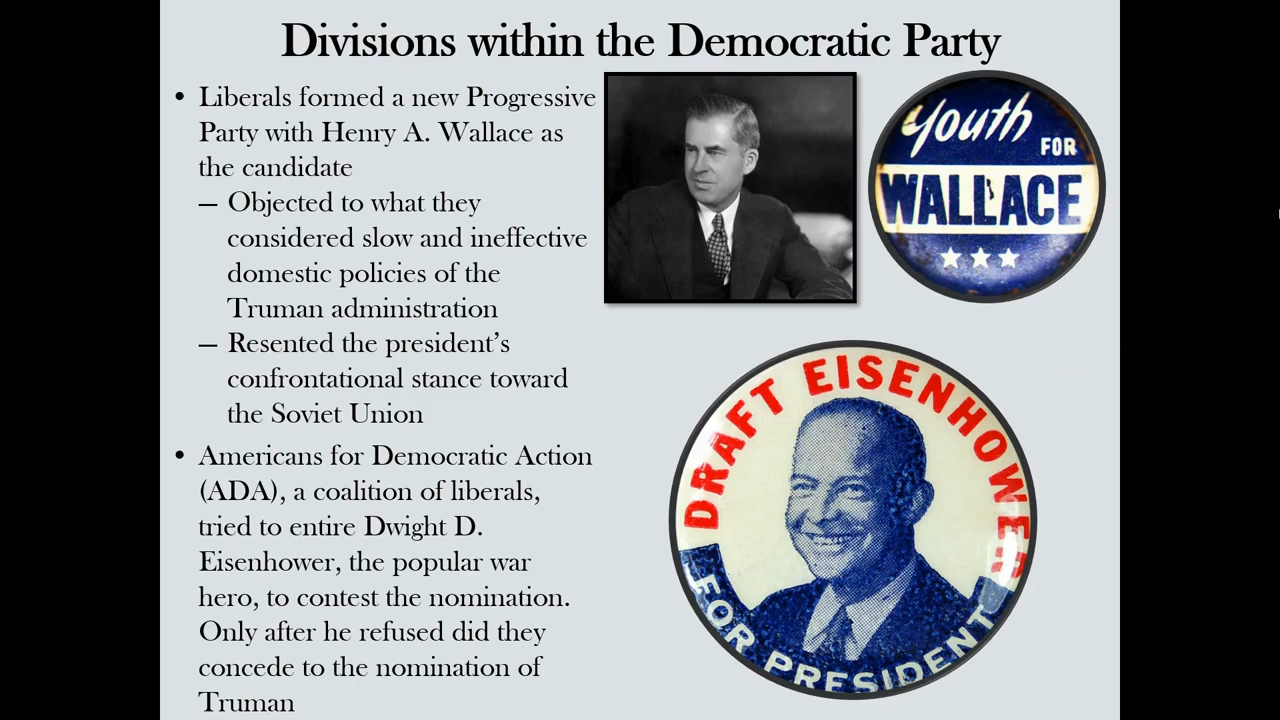 Divisions within the Democratic Party
• Liberals formed a new Progressive
Party with Henry A. Wallace as
the candidate
– Objected to what they
considered slow and ineffective
domestic policies of the
Truman administration
– Resented the president's
confrontational stance toward
the Soviet Union
• Americans for Democratic Action
(ADA), a coalition of liberals,
tried to entire Dwight D.
Eisenhower, the popular war
hero, to contest the nomination.
Only after he refused did they
concede to the nomination of
Truman
Youth
FOR
WALLACE
DRAFT EISENHOWER
FOR PRESIDENT